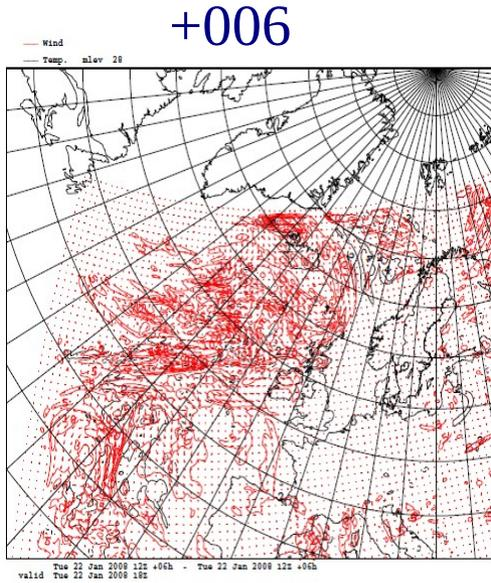 +006
Wind
Temp. mlev 28
Tue 22 Jan 2008 12Z +06h - Tue 22 Jan 2008 12Z +06h
valid Tue 22 Jan 2008 18Z